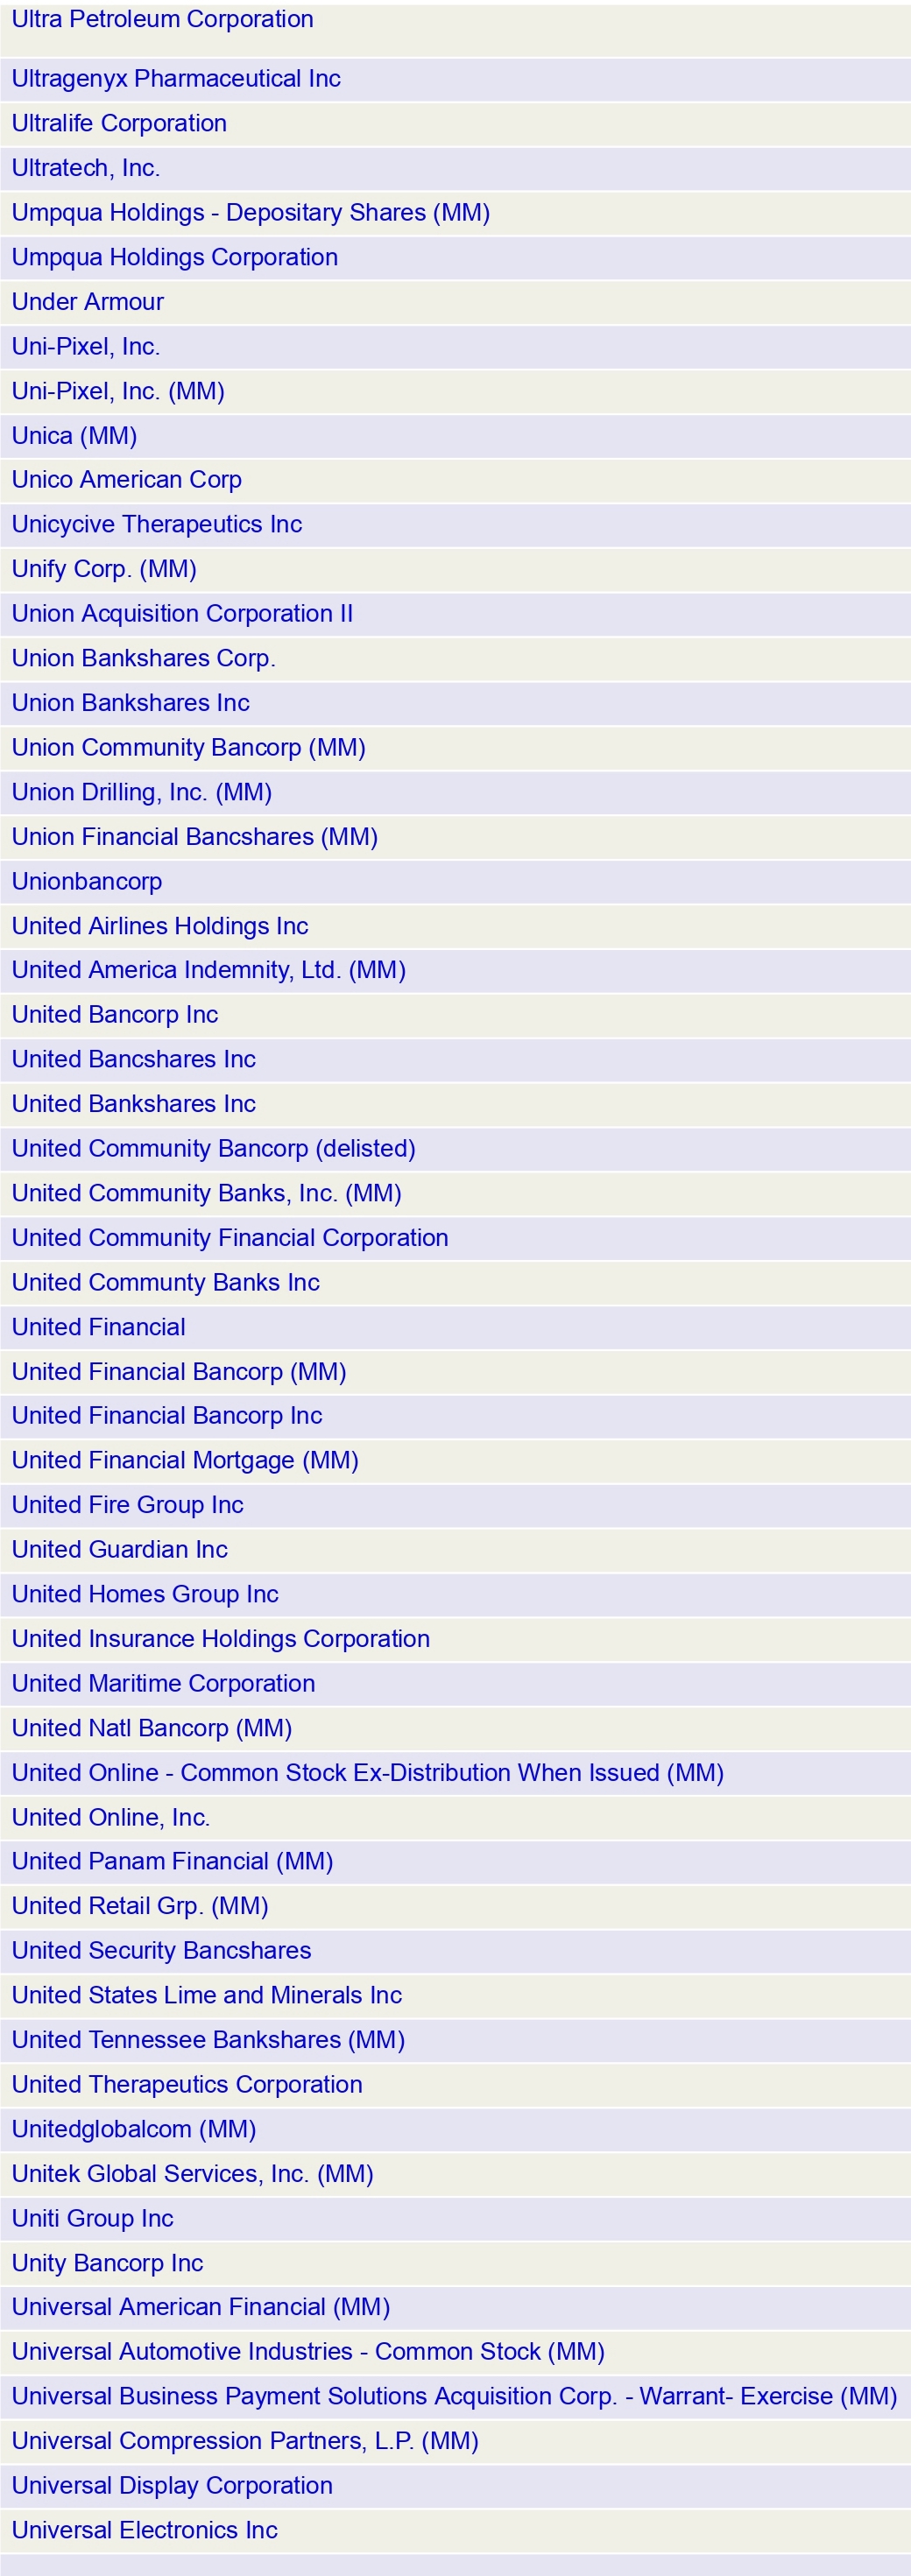 Ultra Petroleum Corporation
Ultragenyx Pharmaceutical Inc
Ultralife Corporation
Ultratech, Inc.
Umpqua Holdings - Depositary Shares (MM)
Umpqua Holdings Corporation
Under Armour
Uni-Pixel, Inc.
Uni-Pixel, Inc. (MM)
Unica (MM)
Unico American Corp
Unicycive Therapeutics Inc
Unify Corp. (MM)
Union Acquisition Corporation II
Union Bankshares Corp.
Union Bankshares Inc
Union Community Bancorp (MM)
Union Drilling, Inc. (MM)
Union Financial Bancshares (MM)
Unionbancorp
United Airlines Holdings Inc
United America Indemnity, Ltd. (MM)
United Bancorp Inc
United Bancshares Inc
United Bankshares Inc
United Community Bancorp (delisted)
United Community Banks, Inc. (MM)
United Community Financial Corporation
United Communty Banks Inc
United Financial
United Financial Bancorp (MM)
United Financial Bancorp Inc
United Financial Mortgage (MM)
United Fire Group Inc
United Guardian Inc
United Homes Group Inc
United Insurance Holdings Corporation
United Maritime Corporation
United Natl Bancorp (MM)
United Online - Common Stock Ex-Distribution When Issued (MM)
United Online, Inc.
United Panam Financial (MM)
United Retail Grp. (MM)
United Security Bancshares
United States Lime and Minerals Inc
United Tennessee Bankshares (MM)
United Therapeutics Corporation
Unitedglobalcom (MM)
Unitek Global Services, Inc. (MM)
Uniti Group Inc
Unity Bancorp Inc
Universal American Financial (MM)
Universal Automotive Industries - Common Stock (MM)
Universal Business Payment Solutions Acquisition Corp. - Warrant- Exercise (MM)
Universal Compression Partners, L.P. (MM)
Universal Display Corporation
Universal Electronics Inc